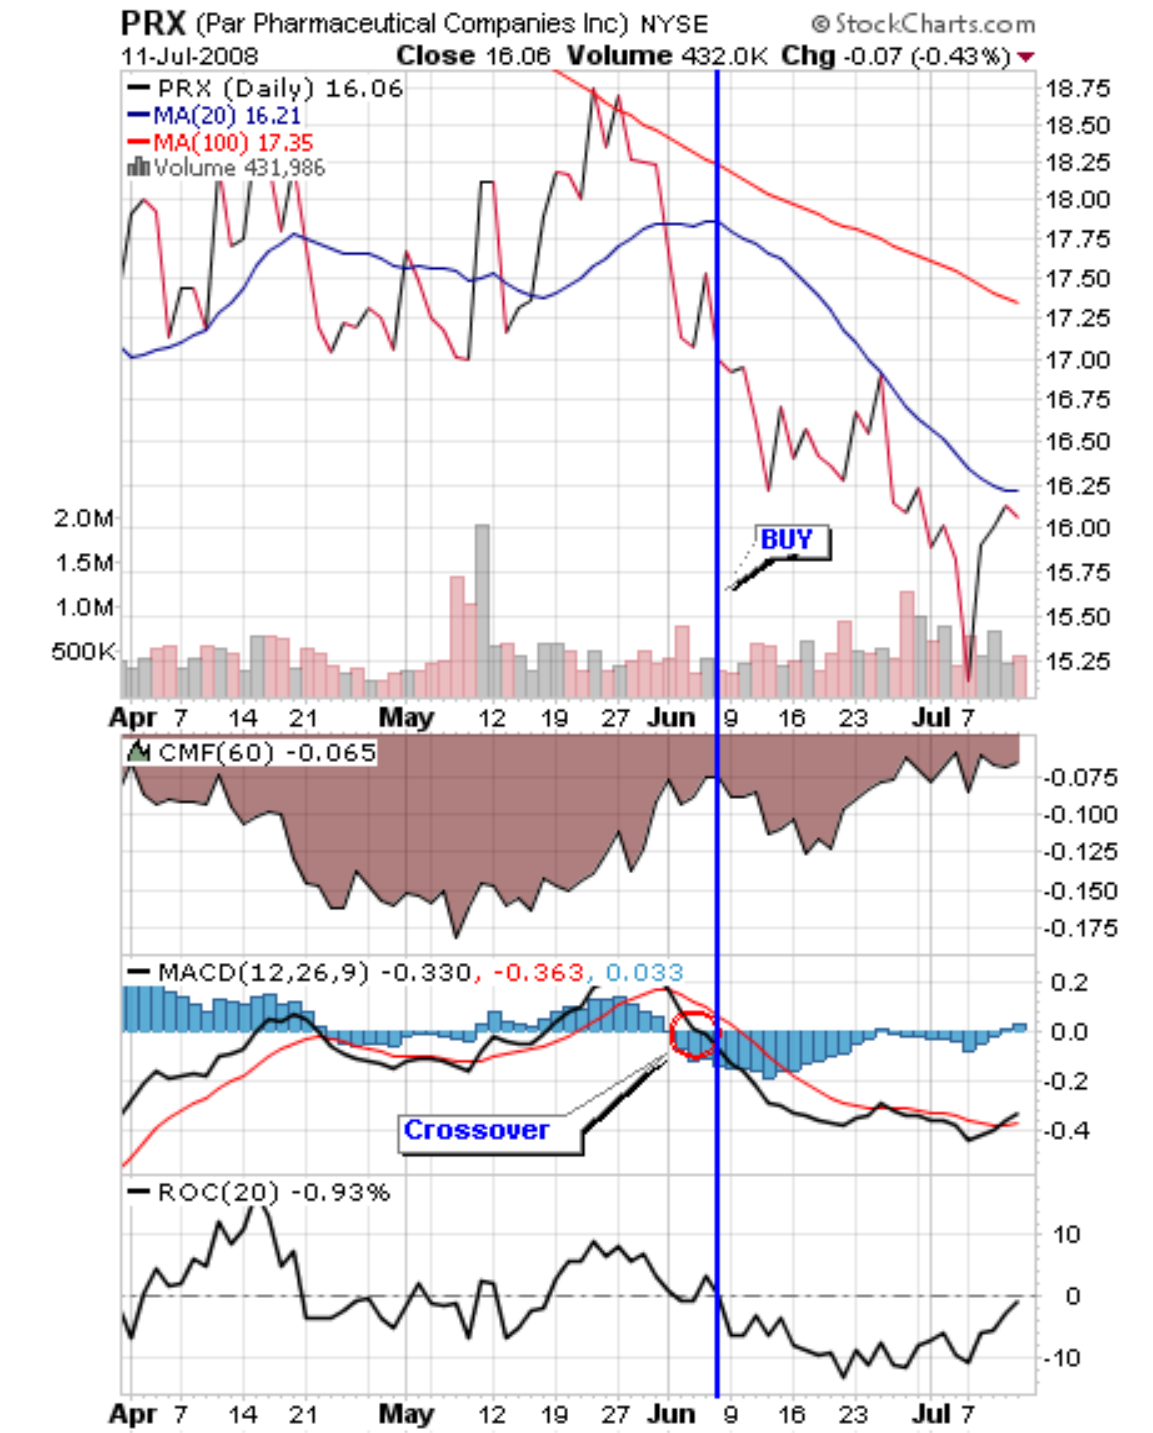 PRX (Par Pharmaceutical Companies Inc) NYSE © StockCharts.com
11-Jul-2008 Close 16.06 Volume 432.0K Chg -0.07 (-0.43%)
PRX (Daily) 16.06
MA(20) 16.21
MA(100) 17.35
Volume 431,986
18.75
18.50
18.25
18.00
17.75
17.50
17.25
17.00
16.75
16.50
16.25
16.00
15.75
15.50
15.25
2.0M
1.5M
1.0M
500K
BUY
Apr 7 14 21 May 12 19 27 Jun 9 16 23 Jul 7
CMF(60) -0.065
-0.075
-0.100
-0.125
-0.150
-0.175
MACD(12,26,9) -0.330, -0.363, 0.033
0.2
0.0
-0.2
-0.4
Crossover
ROC(20) -0.93%
10
0
-10
Apr 7 14 21 May 12 19 27 Jun 9 16 23 Jul 7